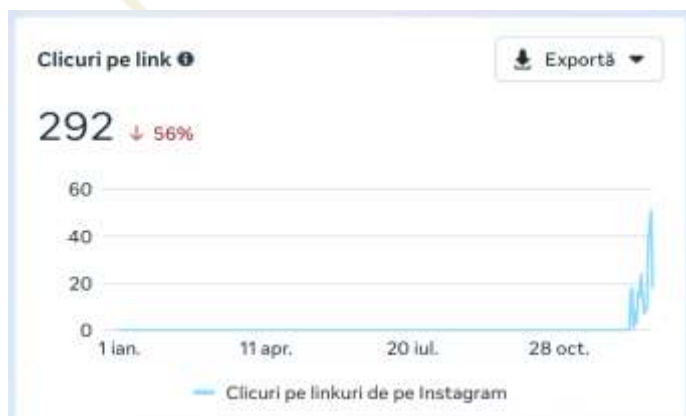 Clicuri pe link
Exportă
292 ↓ 56%
60
40
20
0
1 ian. 11 apr. 20 iul. 28 oct.
Clicuri pe linkuri de pe Instagram